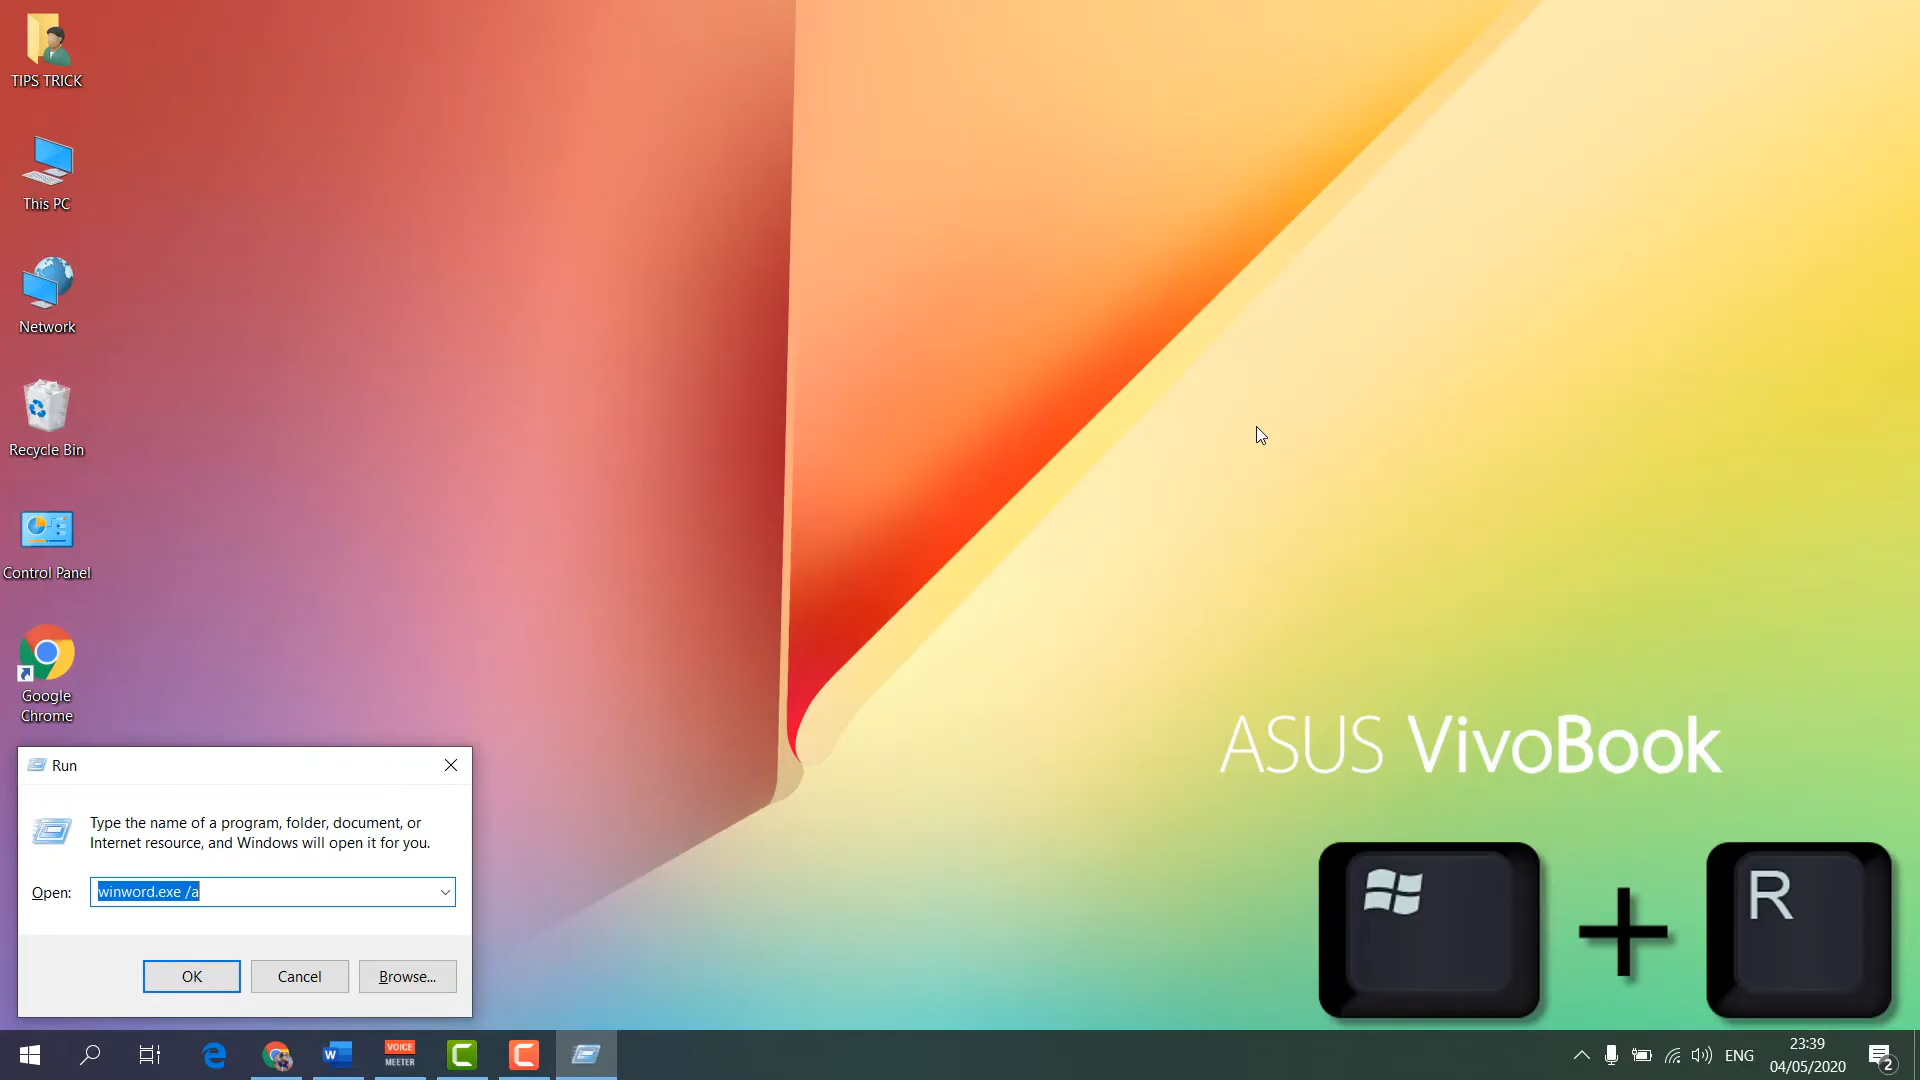 TIPS TRICK
This PC
Network
Recycle Bin
Control Panel
Google
Chrome
Run
Type the name of a program, folder, document, or
Internet resource, and Windows will open it for you.
Open:
winword.exe /a
OK
Cancel
Browse...
ASUS VivoBook
+
R
W
VOICE
MEETER
ENG
23:39
04/05/2020
2